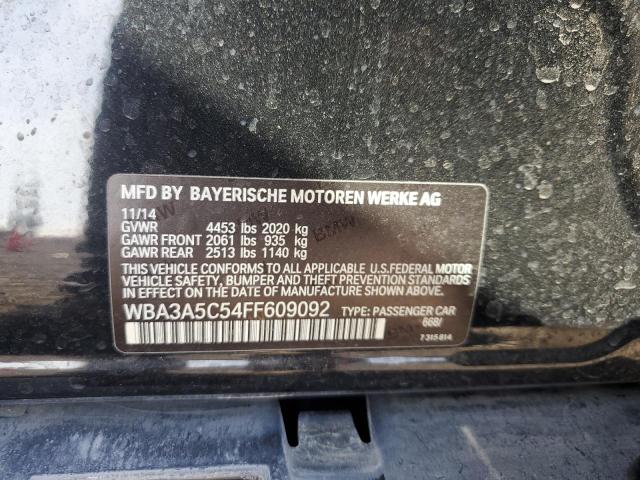 MFD BY BAYERISCHE MOTOREN WERKE AG
11/14
GVWR 4453 lbs 2020 kg
GAWR FRONT 2061 lbs 935 kg
GAWR REAR 2513 lbs 1140 kg
THIS VEHICLE CONFORMS TO ALL APPLICABLE U.S.FEDERAL MOTOR
VEHICLE SAFETY, BUMPER AND THEFT PREVENTION STANDARDS
IN EFFECT ON THE DATE OF MANUFACTURE SHOWN ABOVE.
WBA3A5C54FF609092 TYPE: PASSENGER CAR
668/
7315814